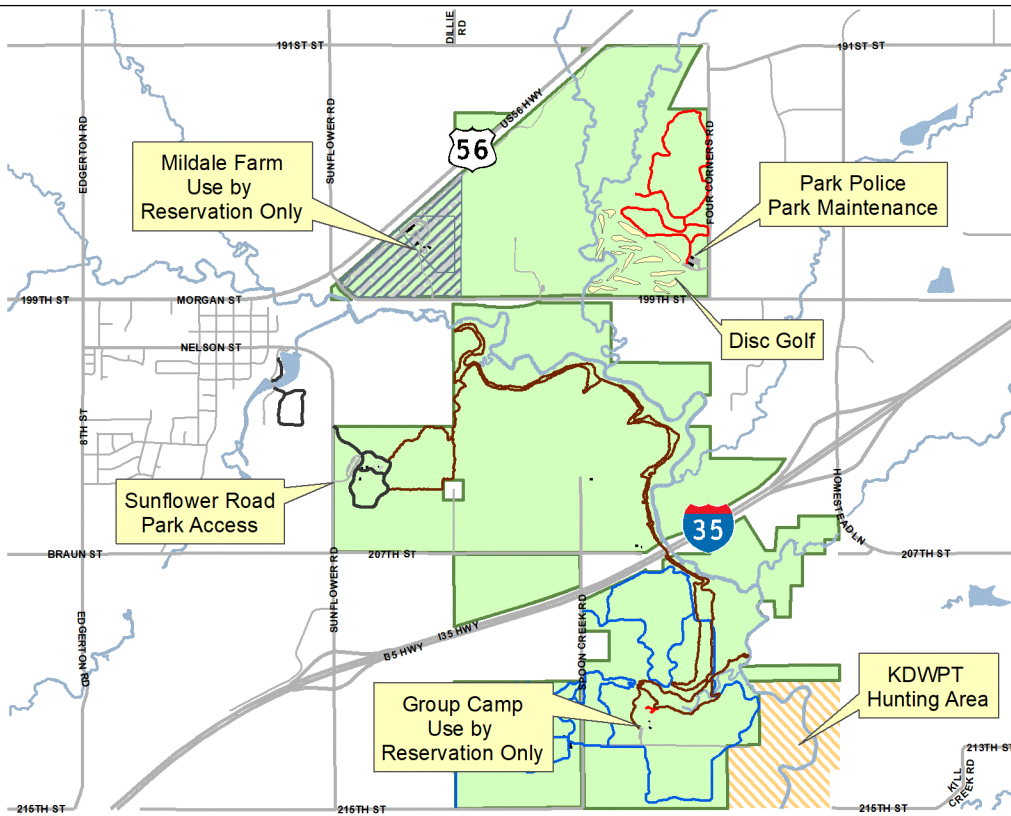 DILLIE
RD
191ST ST
191ST ST
US56 HWY
EDGERTON RD
SUNFLOWER RD
56
FOUR CORNERS RD
Mildale Farm
Use by
Reservation Only
Park Police
Park Maintenance
199TH ST
MORGAN ST
199TH ST
Disc Golf
NELSON ST
8TH ST
Sunflower Road
Park Access
35
HOMESTEAD LN
BRAUN ST
207TH ST
207TH ST
SUNFLOWER RD
EDGERTON RD
I35 HWY
B5 HWY
SPOON CREEK RD
Group Camp
Use by
Reservation Only
KDWPT
Hunting Area
213TH ST
KILL
CREEK RD
215TH ST
215TH ST
215TH ST